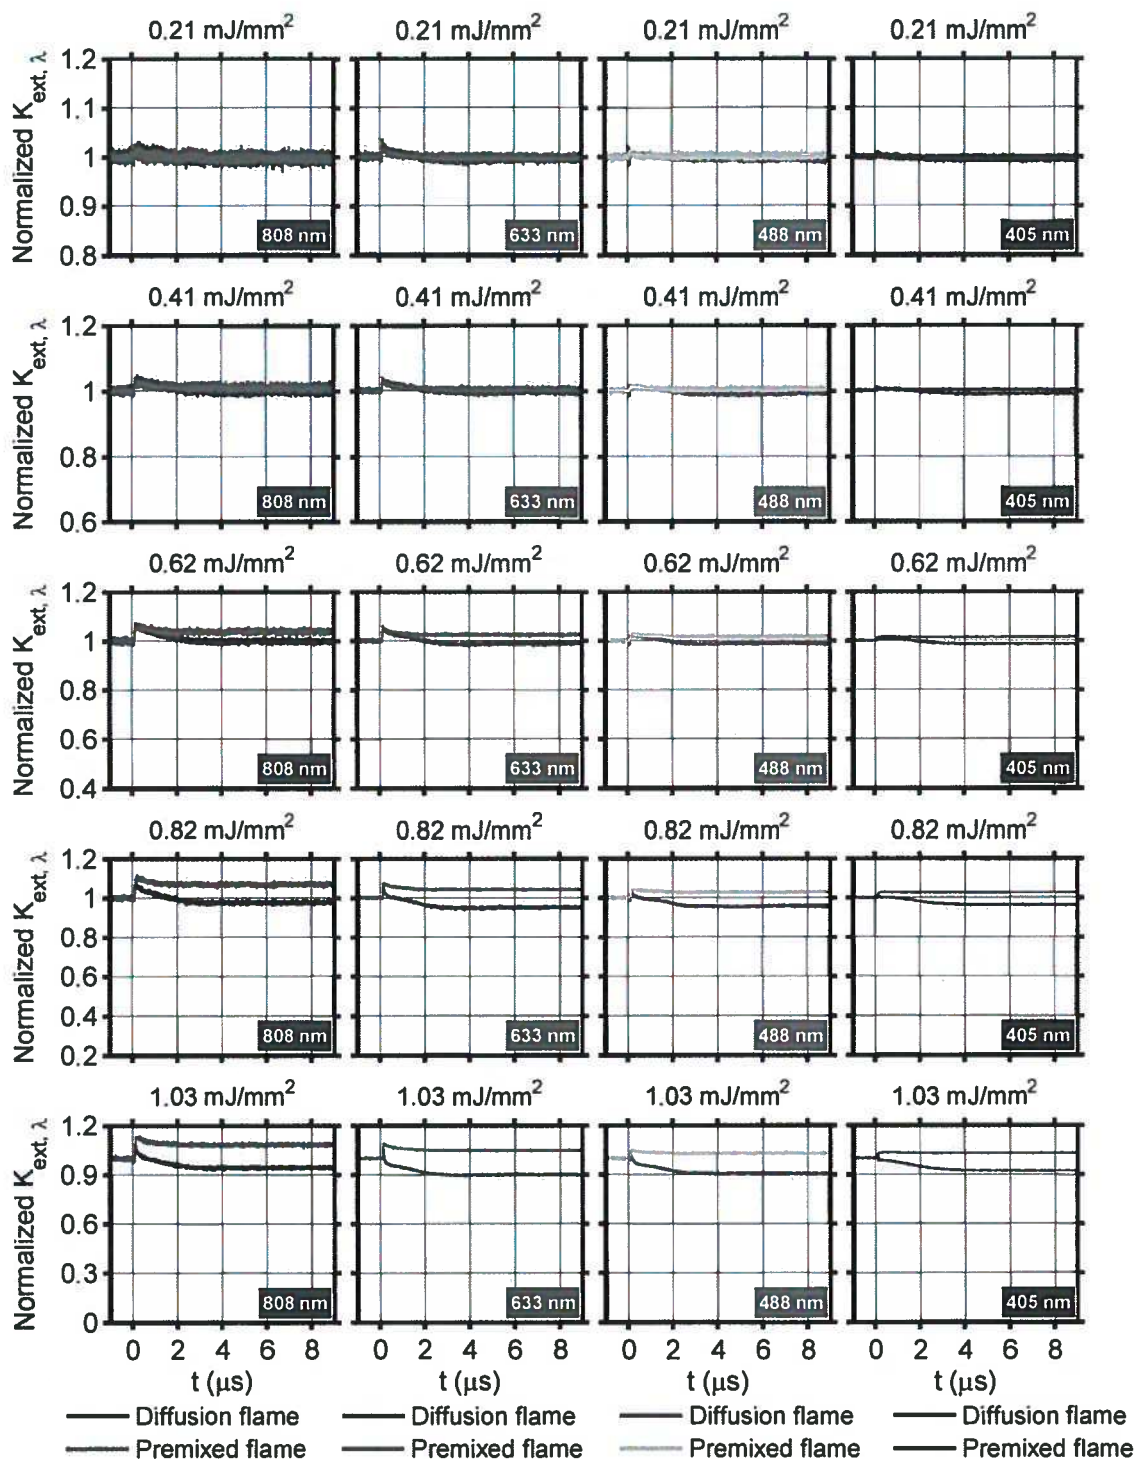 0.21 mJ/mm² 0.21 mJ/mm² 0.21 mJ/mm² 0.21 mJ/mm²
Normalized K_ext, λ
1.2
1.1
1
0.9
0.8
808 nm 633 nm 488 nm 405 nm
0.41 mJ/mm² 0.41 mJ/mm² 0.41 mJ/mm² 0.41 mJ/mm²
Normalized K_ext, λ
1.2
1
0.8
0.6
808 nm 633 nm 488 nm 405 nm
0.62 mJ/mm² 0.62 mJ/mm² 0.62 mJ/mm² 0.62 mJ/mm²
Normalized K_ext, λ
1.2
1
0.8
0.6
0.4
808 nm 633 nm 488 nm 405 nm
0.82 mJ/mm² 0.82 mJ/mm² 0.82 mJ/mm² 0.82 mJ/mm²
Normalized K_ext, λ
1.2
1
0.8
0.6
0.4
0.2
808 nm 633 nm 488 nm 405 nm
1.03 mJ/mm² 1.03 mJ/mm² 1.03 mJ/mm² 1.03 mJ/mm²
Normalized K_ext, λ
1.2
0.9
0.6
0.3
0
808 nm 633 nm 488 nm 405 nm
0 2 4 6 8 0 2 4 6 8 0 2 4 6 8 0 2 4 6 8
t (μs) t (μs) t (μs) t (μs)
Diffusion flame Diffusion flame Diffusion flame Diffusion flame
Premixed flame Premixed flame Premixed flame Premixed flame